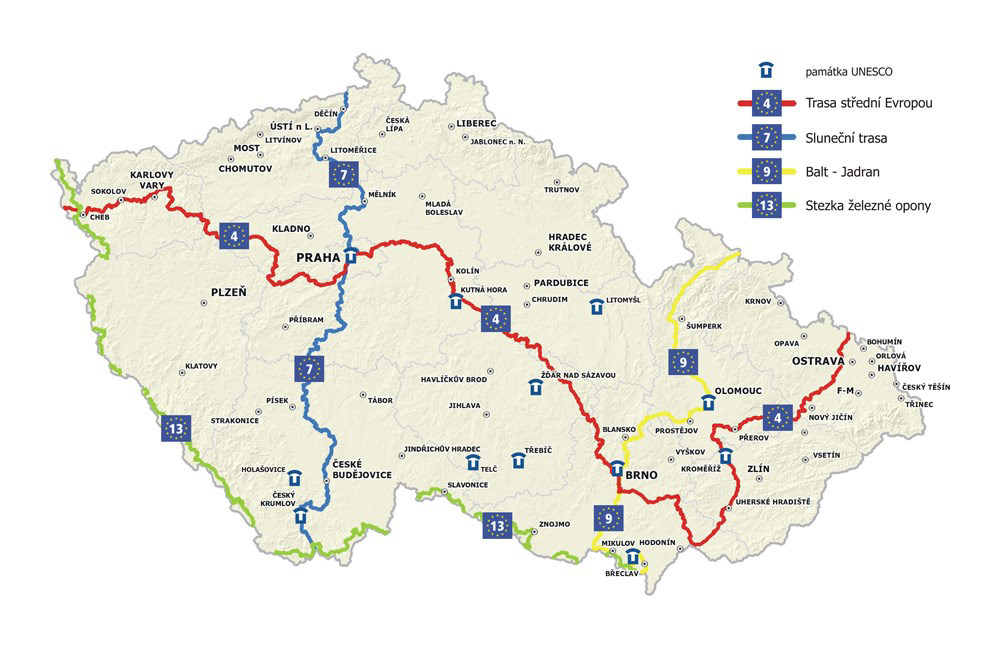 památka UNESCO
4
Trasa střední Evropou
7
Sluneční trasa
9
Balt - Jadran
13
Stezka železné opony
DĚČÍN
ÚSTÍ n L.
ČESKÁ
LÍPA
LIBEREC
LITVÍNOV
JABLONEC n. N.
MOST
LITOMĚŘICE
CHOMUTOV
7
KARLOVY
VARY
SOKOLOV
CHEB
MĚLNÍK
MLADÁ
BOLESLAV
TRUTNOV
4
KLADNO
HRADEC
KRÁLOVÉ
PRAHA
KOLÍN
KUTNÁ HORA
PARDUBICE
CHRUDIM
LITOMYŠL
PLZEŇ
PŘÍBRAM
4
KRNOV
ŠUMPERK
OPAVA
BOHUMÍN
ORLOVÁ
OSTRAVA
HAVÍŘOV
9
7
KLATOVY
HAVLÍČKUV BROD
ŽĎÁR NAD SÁZAVOU
OLOMOUC
F-M
ČESKÝ TĚŠÍN
TŘINEC
TÁBOR
PÍSEK
STRAKONICE
JIHLAVA
4
NOVÝ JIČÍN
13
BLANSKO
PROSTĚJOV
PŘEROV
JINDŘICHŮV HRADEC
TŘEBÍČ
VYŠKOV
VSETÍN
HOLAŠOVICE
ČESKÉ
BUDĚJOVICE
TELČ
KROMĚŘÍŽ
ZLÍN
BRNO
SLAVONICE
ČESKÝ
KRUMLOV
UHERSKÉ HRADIŠTĚ
13
ZNOJMO
9
MIKULOV
HODONÍN
BŘECLAV